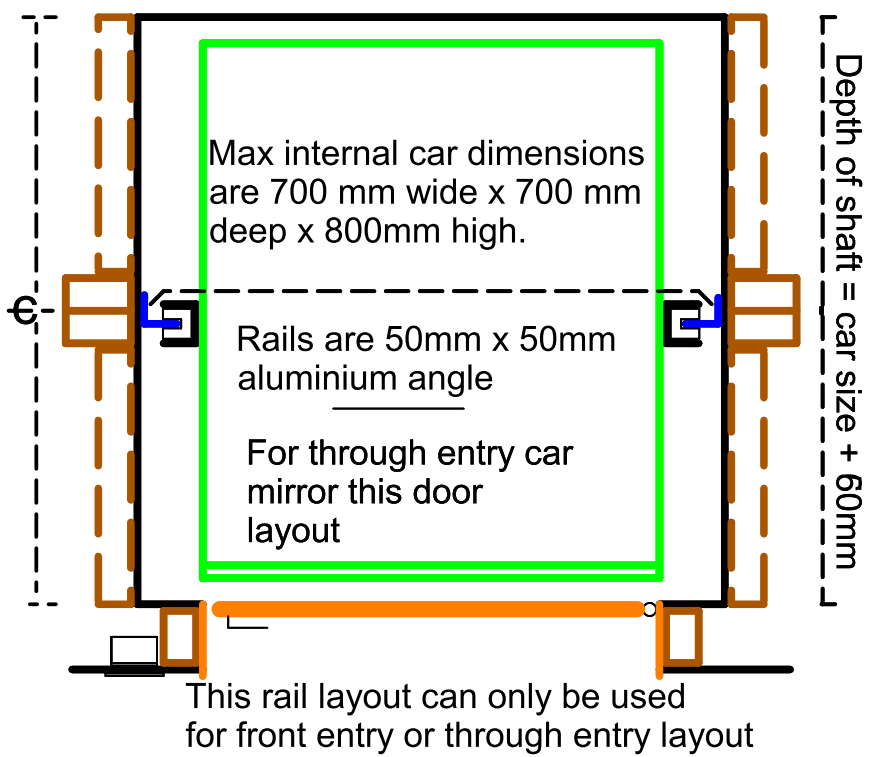 Max internal car dimensions
are 700 mm wide x 700 mm
deep x 800mm high.
Rails are 50mm x 50mm
aluminium angle
For through entry car
mirror this door
layout
Depth of shaft = car size + 60mm
This rail layout can only be used
for front entry or through entry layout